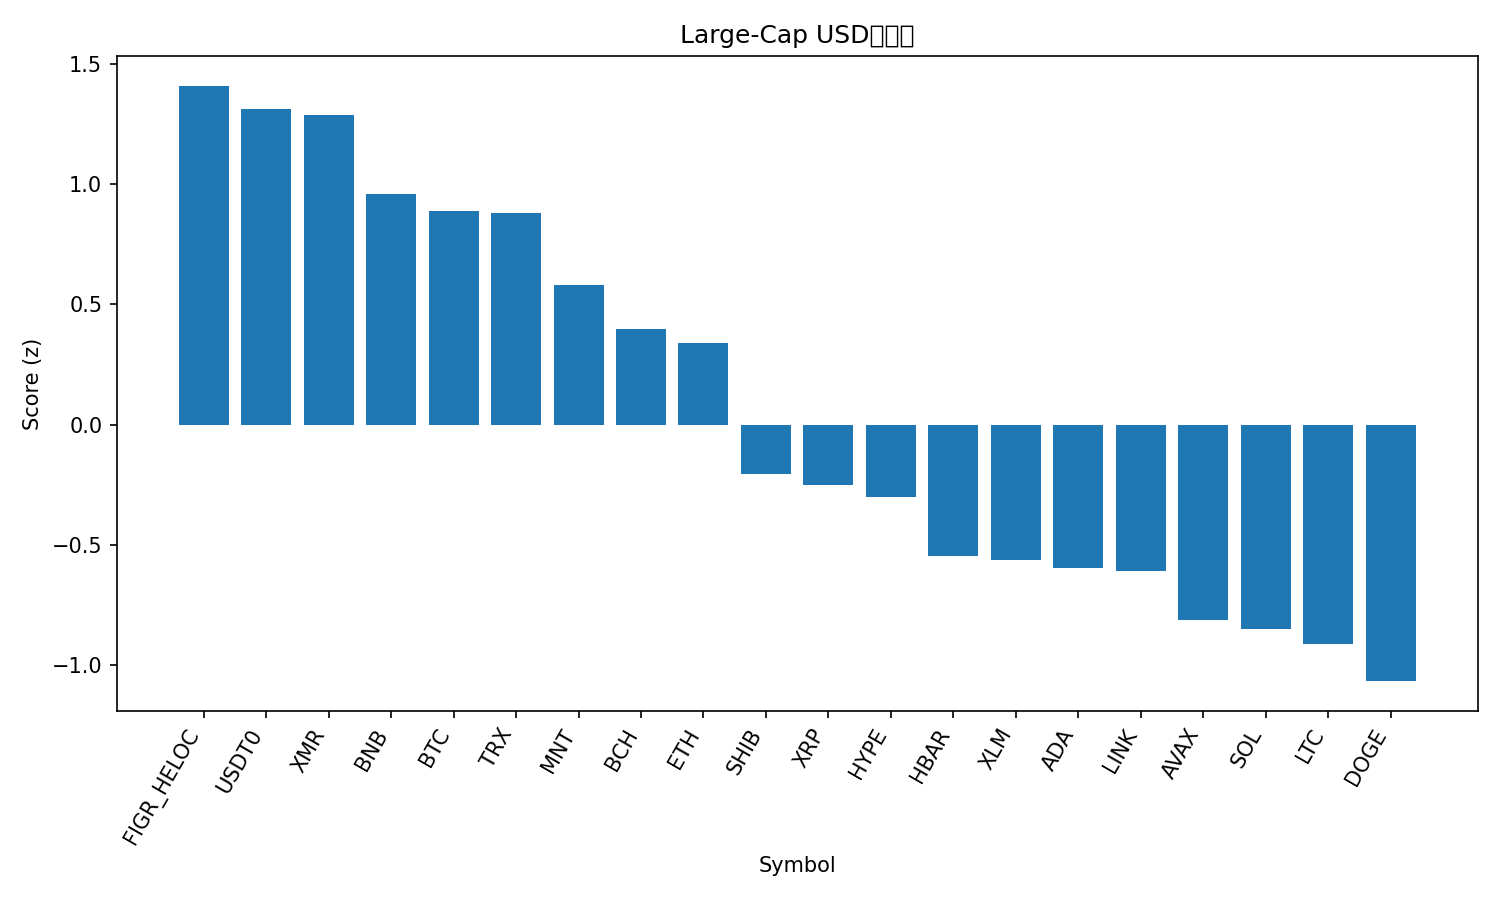 Large-Cap USD
1.5
1.0
0.5
0.0
−0.5
−1.0
Score (z)
FIGR_HELOC
USDT0
XMR
BNB
BTC
TRX
MNT
BCH
ETH
SHIB
XRP
HYPE
HBAR
XLM
ADA
LINK
AVAX
SOL
LTC
DOGE
Symbol